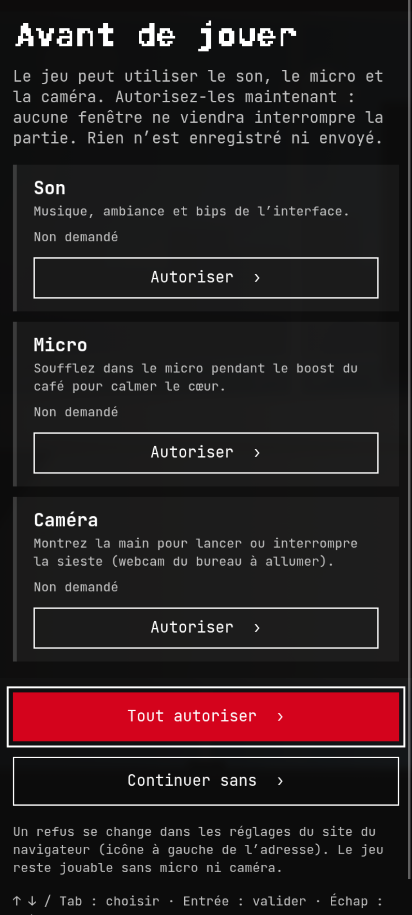 Avant de jouer
Le jeu peut utiliser le son, le micro et
la caméra. Autorisez-les maintenant :
aucune fenêtre ne viendra interrompre la
partie. Rien n’est enregistré ni envoyé.
Son
Musique, ambiance et bips de l’interface.
Non demandé
Autoriser ›
Micro
Soufflez dans le micro pendant le boost du
café pour calmer le cœur.
Non demandé
Autoriser ›
Caméra
Montrez la main pour lancer ou interrompre
la sieste (webcam du bureau à allumer).
Non demandé
Autoriser ›
Tout autoriser ›
Continuer sans ›
Un refus se change dans les réglages du site du
navigateur (icône à gauche de l’adresse). Le jeu
reste jouable sans micro ni caméra.
↑ ↓ / Tab : choisir · Entrée : valider · Échap :